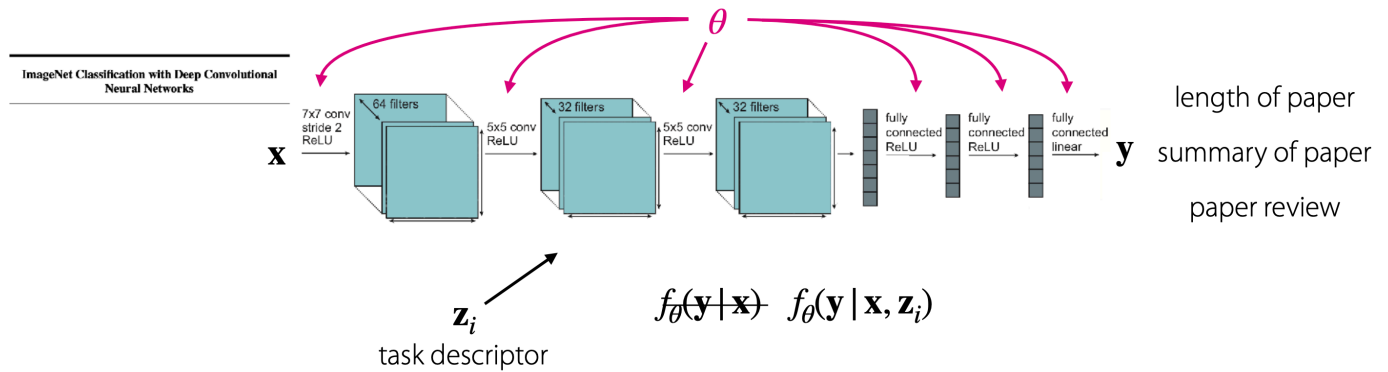 θ
ImageNet Classification with Deep Convolutional
Neural Networks
x
7x7 conv
stride 2
ReLU
64 filters
5x5 conv
ReLU
32 filters
5x5 conv
ReLU
32 filters
fully
connected
ReLU
fully
connected
ReLU
fully
connected
linear
y
length of paper
summary of paper
paper review
z_i
task descriptor
f_θ(y|x) f_θ(y|x, z_i)